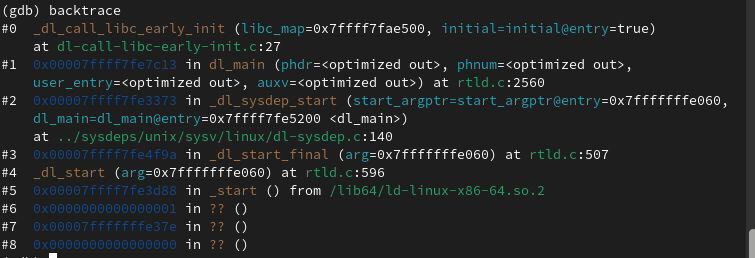 (gdb) backtrace
#0  _dl_call_libc_early_init (libc_map=0x7ffff7fae500, initial=initial@entry=true)
    at dl-call-libc-early-init.c:27
#1  0x00007ffff7fe7c13 in dl_main (phdr=<optimized out>, phnum=<optimized out>,
user_entry=<optimized out>, auxv=<optimized out>) at rtld.c:2560
#2  0x00007ffff7fe3373 in _dl_sysdep_start (start_argptr=start_argptr@entry=0x7fffffffe060,
dl_main=dl_main@entry=0x7ffff7fe5200 <dl_main>)
    at ../sysdeps/unix/sysv/linux/dl-sysdep.c:140
#3  0x00007ffff7fe4f9a in _dl_start_final (arg=0x7fffffffe060) at rtld.c:507
#4  _dl_start (arg=0x7fffffffe060) at rtld.c:596
#5  0x00007ffff7fe3d88 in _start () from /lib64/ld-linux-x86-64.so.2
#6  0x0000000000000001 in ?? ()
#7  0x00007fffffffe37e in ?? ()
#8  0x0000000000000000 in ?? ()